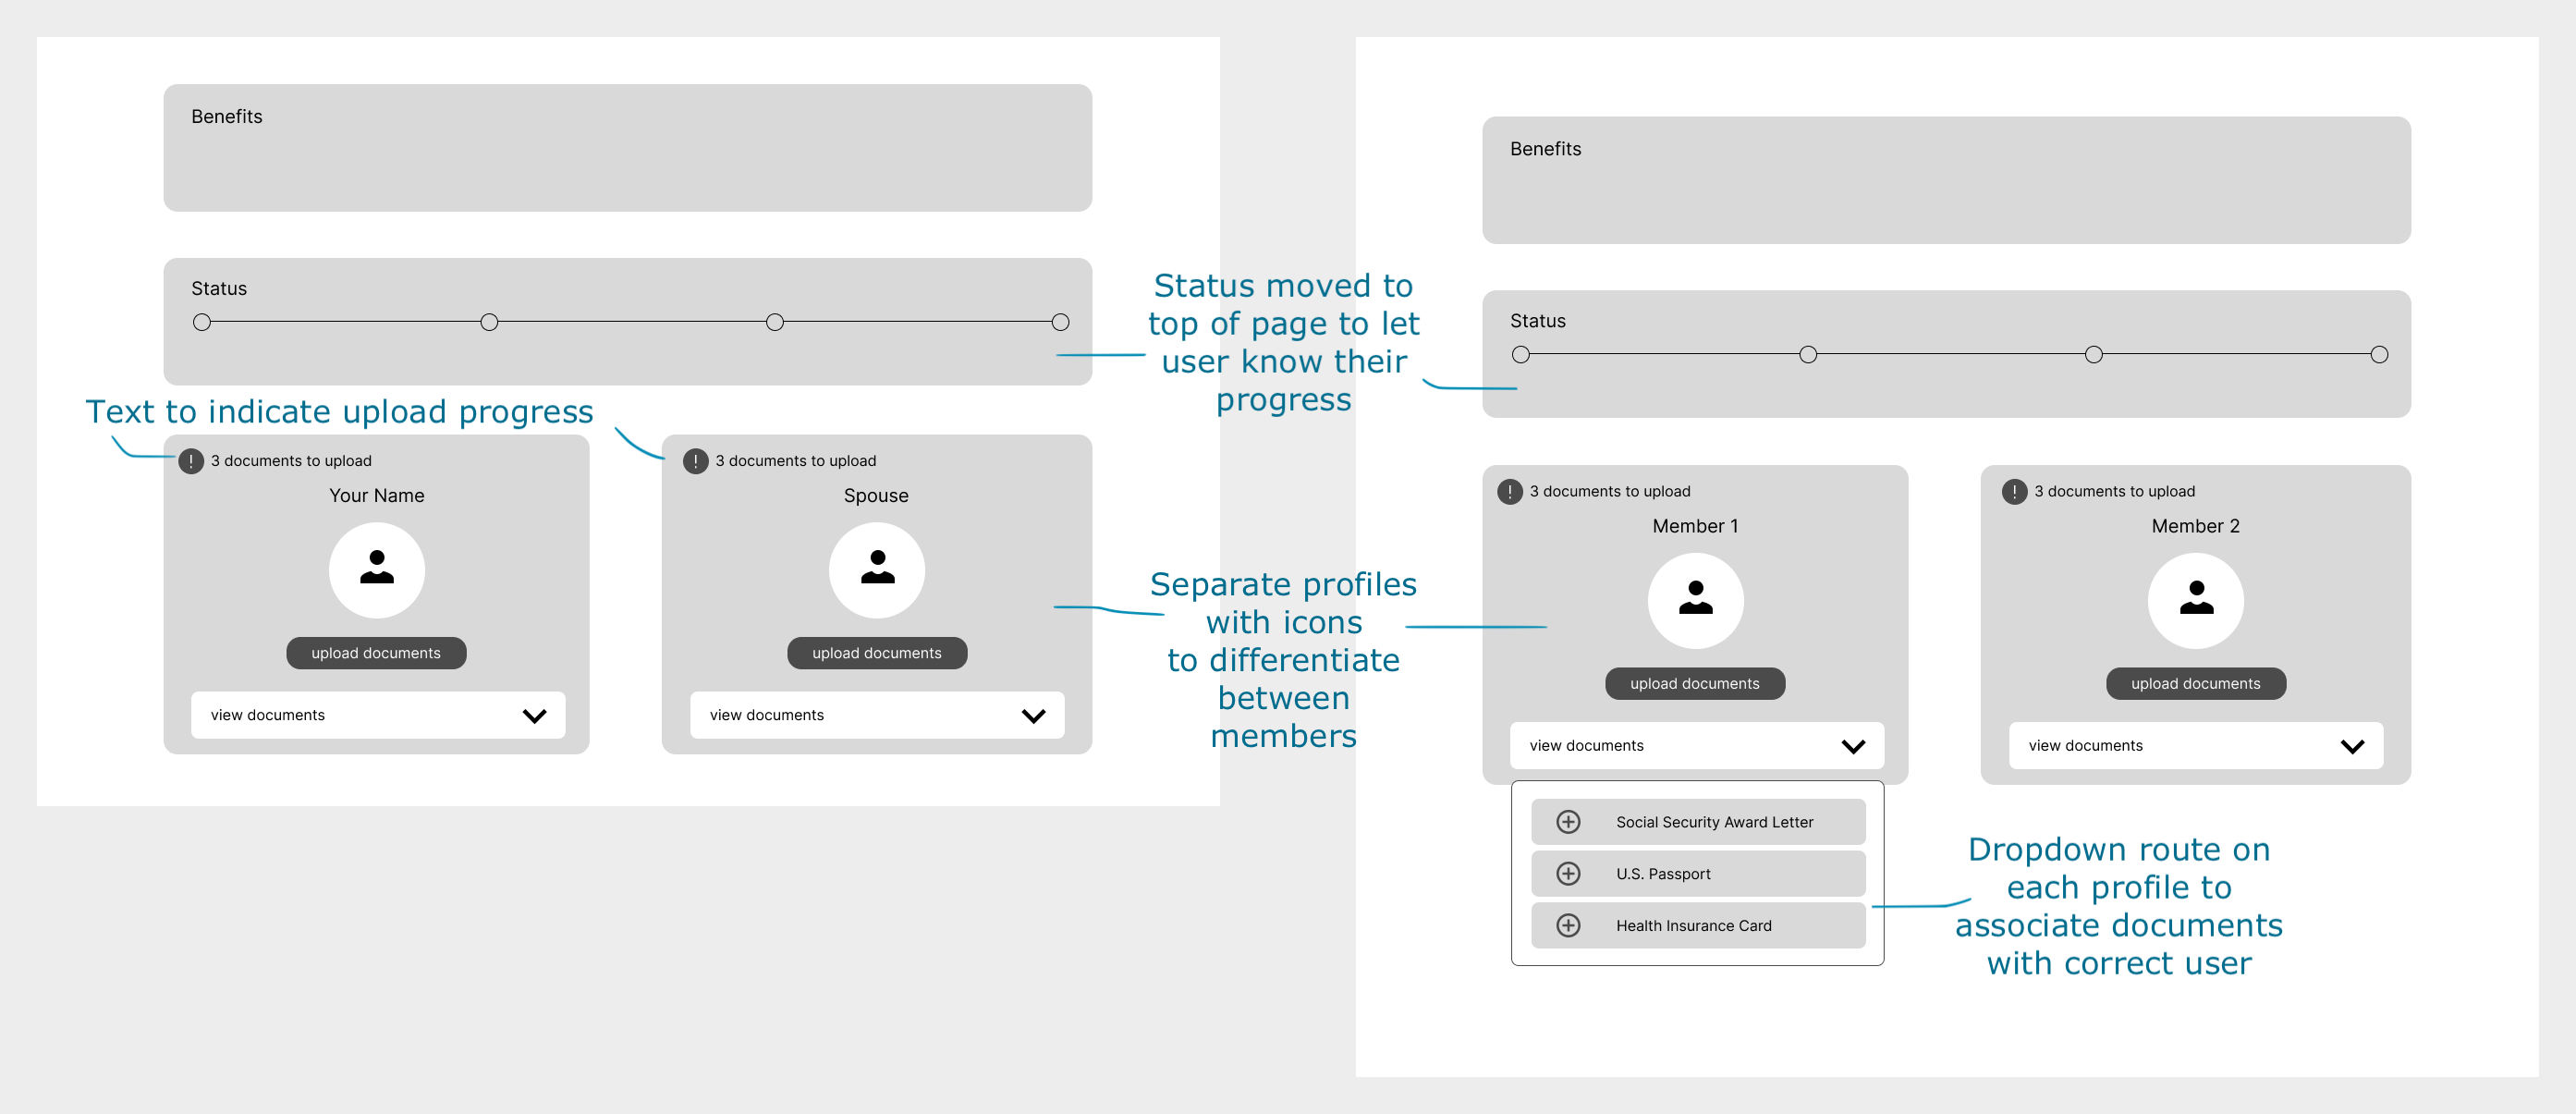 Benefits
Status
Text to indicate upload progress
! 3 documents to upload
Your Name
upload documents
view documents
! 3 documents to upload
Spouse
upload documents
view documents
Status moved to
top of page to let
user know their
progress
Separate profiles
with icons
to differentiate
between
members
Benefits
Status
! 3 documents to upload
Member 1
upload documents
view documents
Social Security Award Letter
U.S. Passport
Health Insurance Card
! 3 documents to upload
Member 2
upload documents
view documents
Dropdown route on
each profile to
associate documents
with correct user